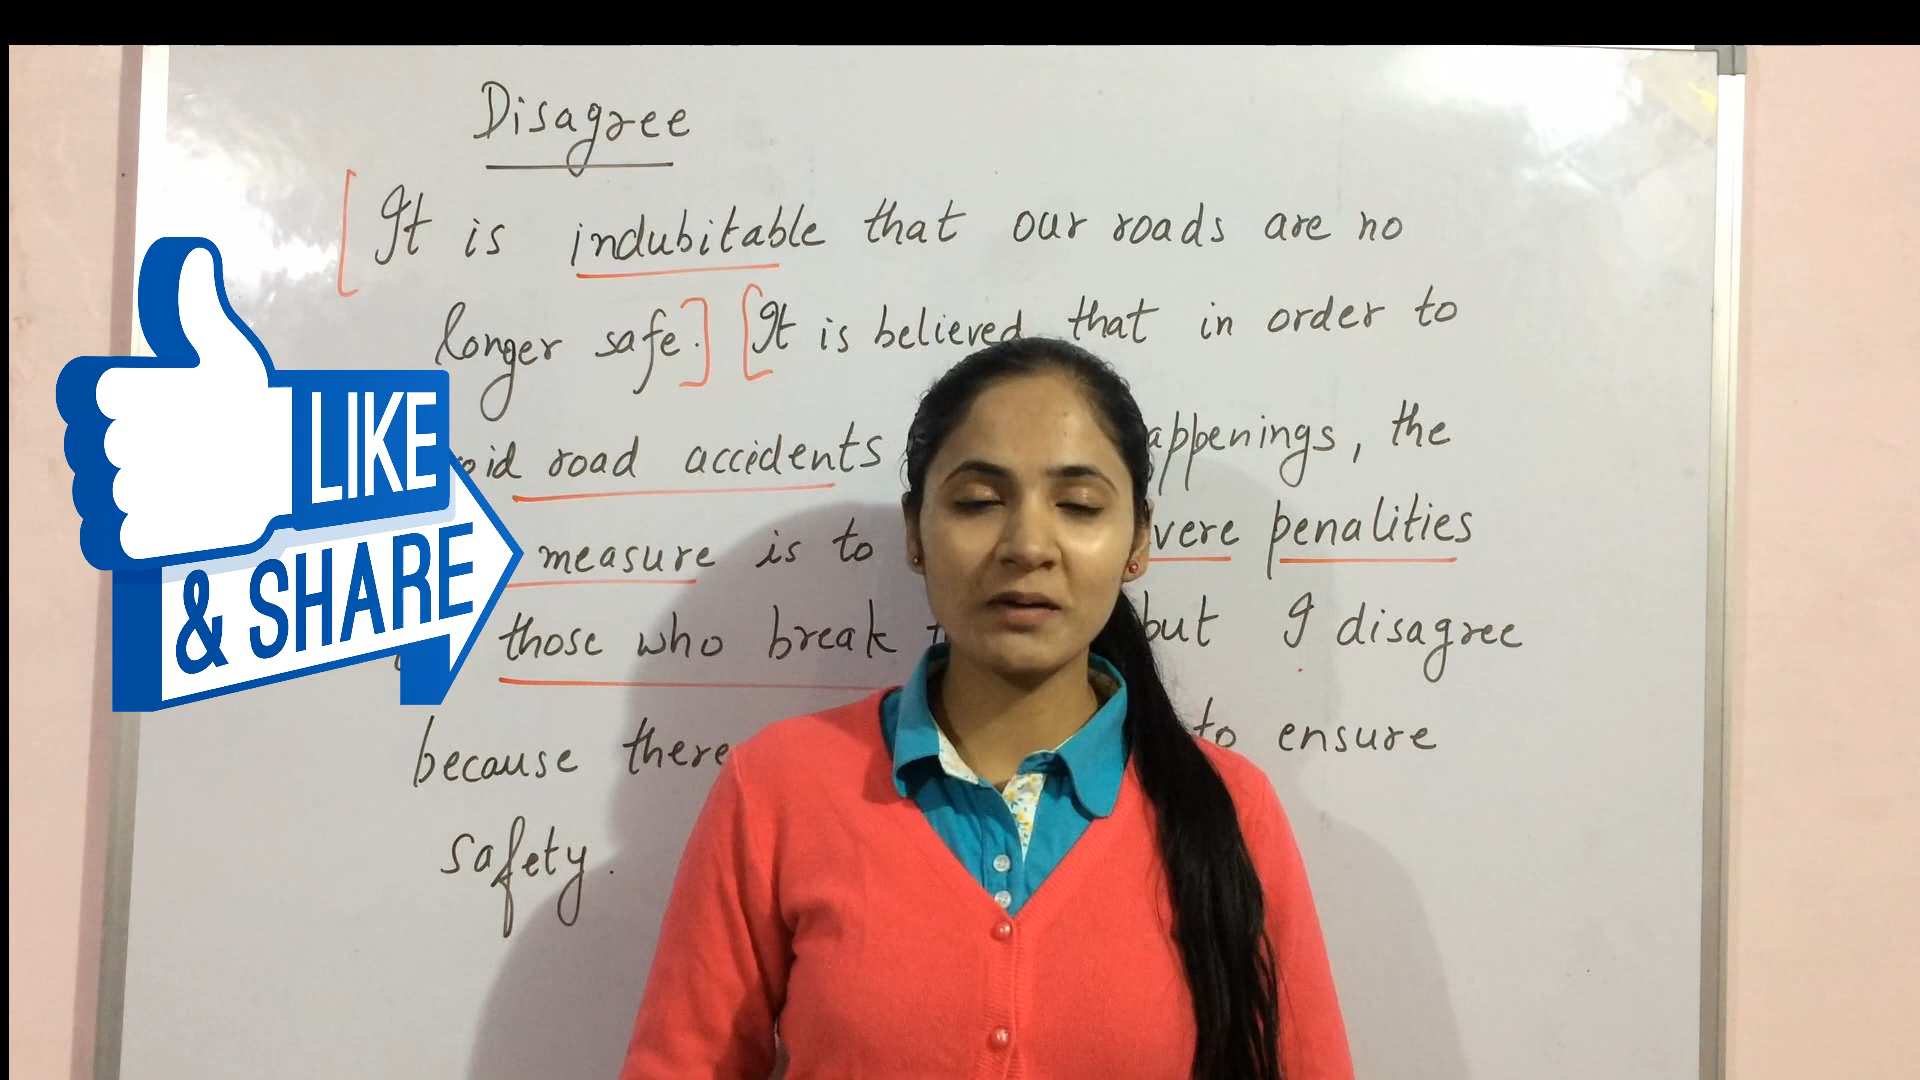 Disagree
It is indubitable that our roads are no
longer safe. It is believed that in order to
road accidents appenings, the
measure is to vere penalities
those who break but I disagree
because there to ensure
safety.
LIKE
& SHARE